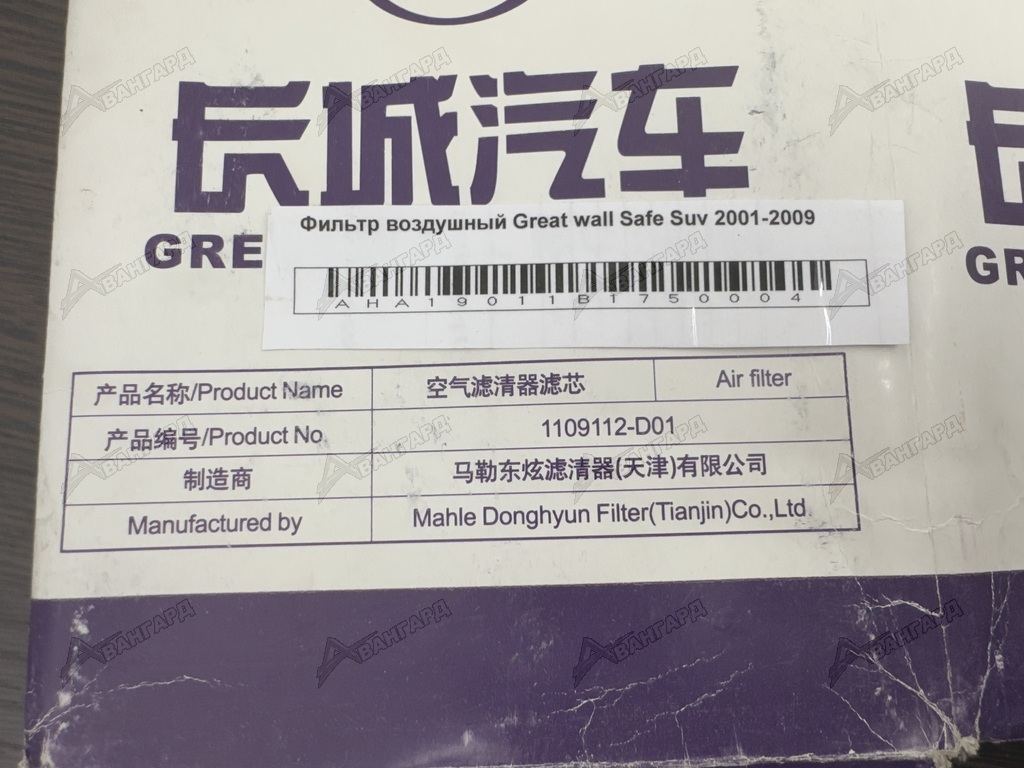 长城汽车
长
Фильтр воздушный Great wall Safe Suv 2001-2009
GRE
GR
AHA19011B1750004
产品名称/Product Name 空气滤清器滤芯 Air filter
产品编号/Product No. 1109112-D01
制造商 马勒东炫滤清器(天津)有限公司
Manufactured by Mahle Donghyun Filter(Tianjin)Co.,Ltd.
АВАНГАРД